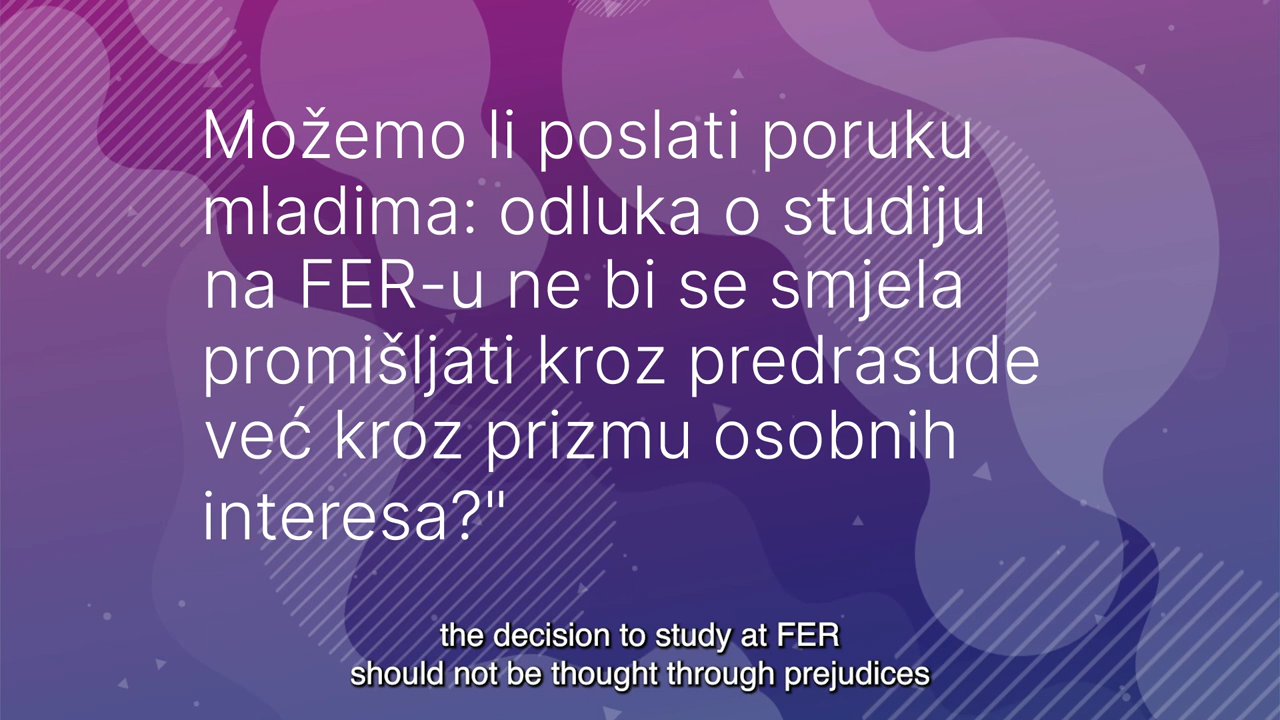 Možemo li poslati poruku
mladima: odluka o studiju
na FER-u ne bi se smjela
promišljati kroz predrasude
već kroz prizmu osobnih
interesa?"
the decision to study at FER
should not be thought through prejudices